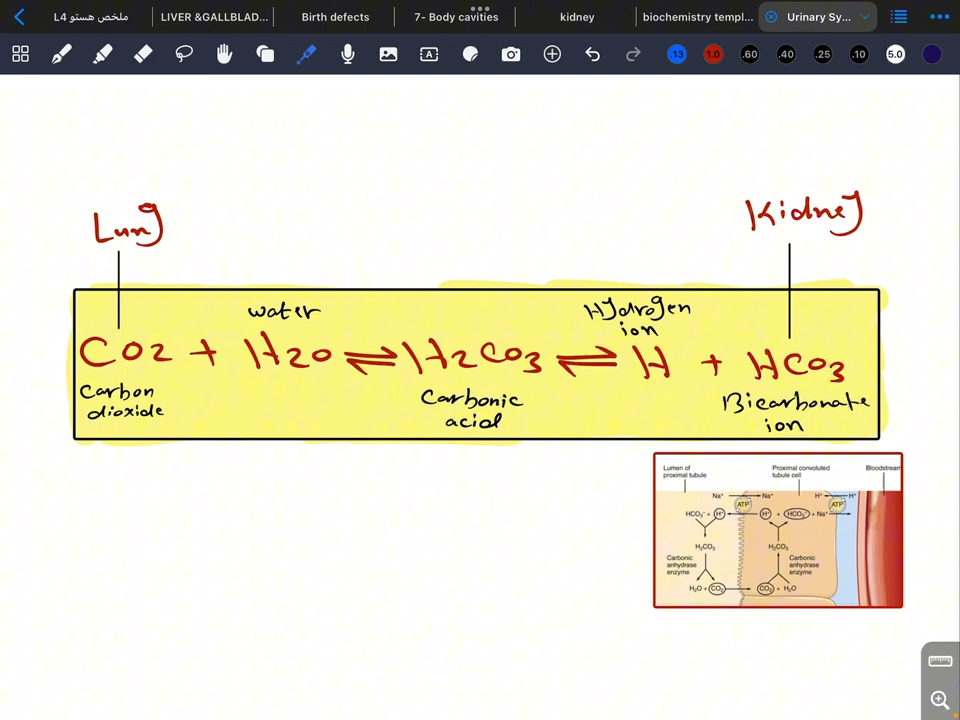 ملخص هستو L4
LIVER &GALLBLAD...
Birth defects
7- Body cavities
kidney
biochemistry templ...
Urinary Sy...
13
1.0
.60
.40
.25
.10
5.0
Lung
Kidney
water
Hydrogen
ion
CO2 + H2O ⇌ H2CO3 ⇌ H + HCO3
Carbon
dioxide
Carbonic
acid
Bicarbonate
ion
Lumen of
proximal tubule
Proximal convoluted
tubule cell
Bloodstream
Na⁺ Na⁺ H⁺ H⁺
ATP ATP
HCO₃⁻ + H⁺ H⁺ + HCO₃⁻ + Na⁺
H₂CO₃ H₂CO₃
Carbonic
anhydrase
enzyme
Carbonic
anhydrase
enzyme
H₂O + CO₂ CO₂ + H₂O